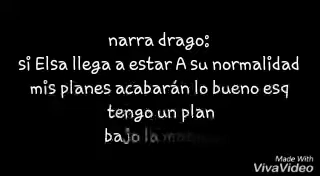 narra drago:
si Elsa llega a estar A su normalidad
mis planes acabarán lo bueno esq
tengo un plan
bajo la
Made With
VivaVideo